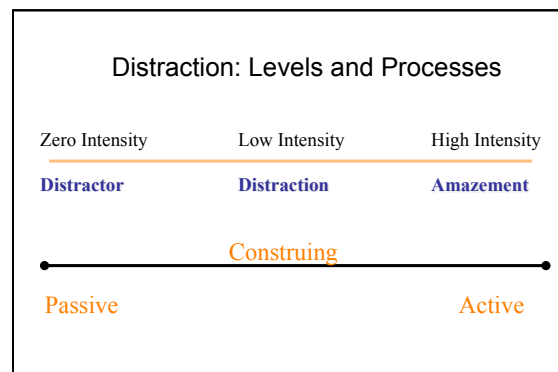 Distraction: Levels and Processes
Zero Intensity Low Intensity High Intensity
Distractor Distraction Amazement
Construing
Passive Active